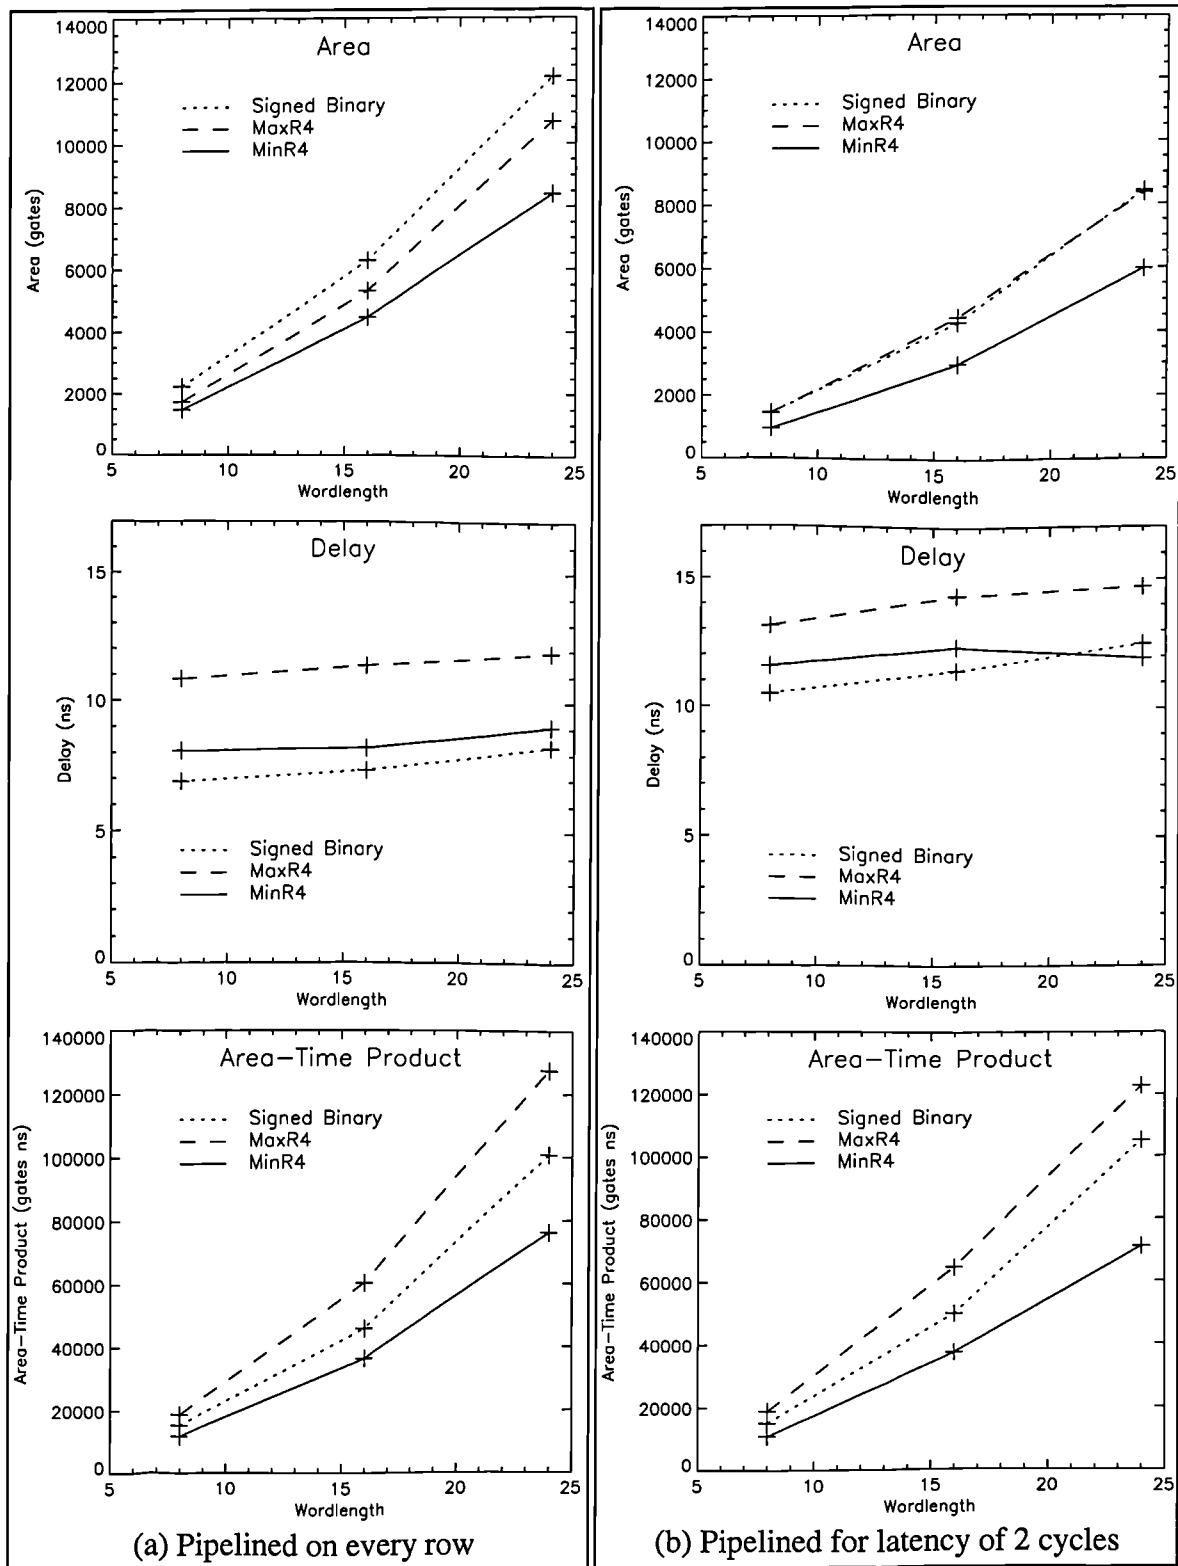 Area
14000
12000
10000
8000
6000
4000
2000
0
Area (gates)
Signed Binary
MaxR4
MinR4
5 10 15 20 25
Wordlength
Delay
15
10
5
0
Delay (ns)
Signed Binary
MaxR4
MinR4
5 10 15 20 25
Wordlength
Area-Time Product
140000
120000
100000
80000
60000
40000
20000
0
Area-Time Product (gates ns)
Signed Binary
MaxR4
MinR4
5 10 15 20 25
Wordlength
(a) Pipelined on every row
Area
14000
12000
10000
8000
6000
4000
2000
0
Area (gates)
Signed Binary
MaxR4
MinR4
5 10 15 20 25
Wordlength
Delay
15
10
5
0
Delay (ns)
Signed Binary
MaxR4
MinR4
5 10 15 20 25
Wordlength
Area-Time Product
140000
120000
100000
80000
60000
40000
20000
0
Area-Time Product (gates ns)
Signed Binary
MaxR4
MinR4
5 10 15 20 25
Wordlength
(b) Pipelined for latency of 2 cycles